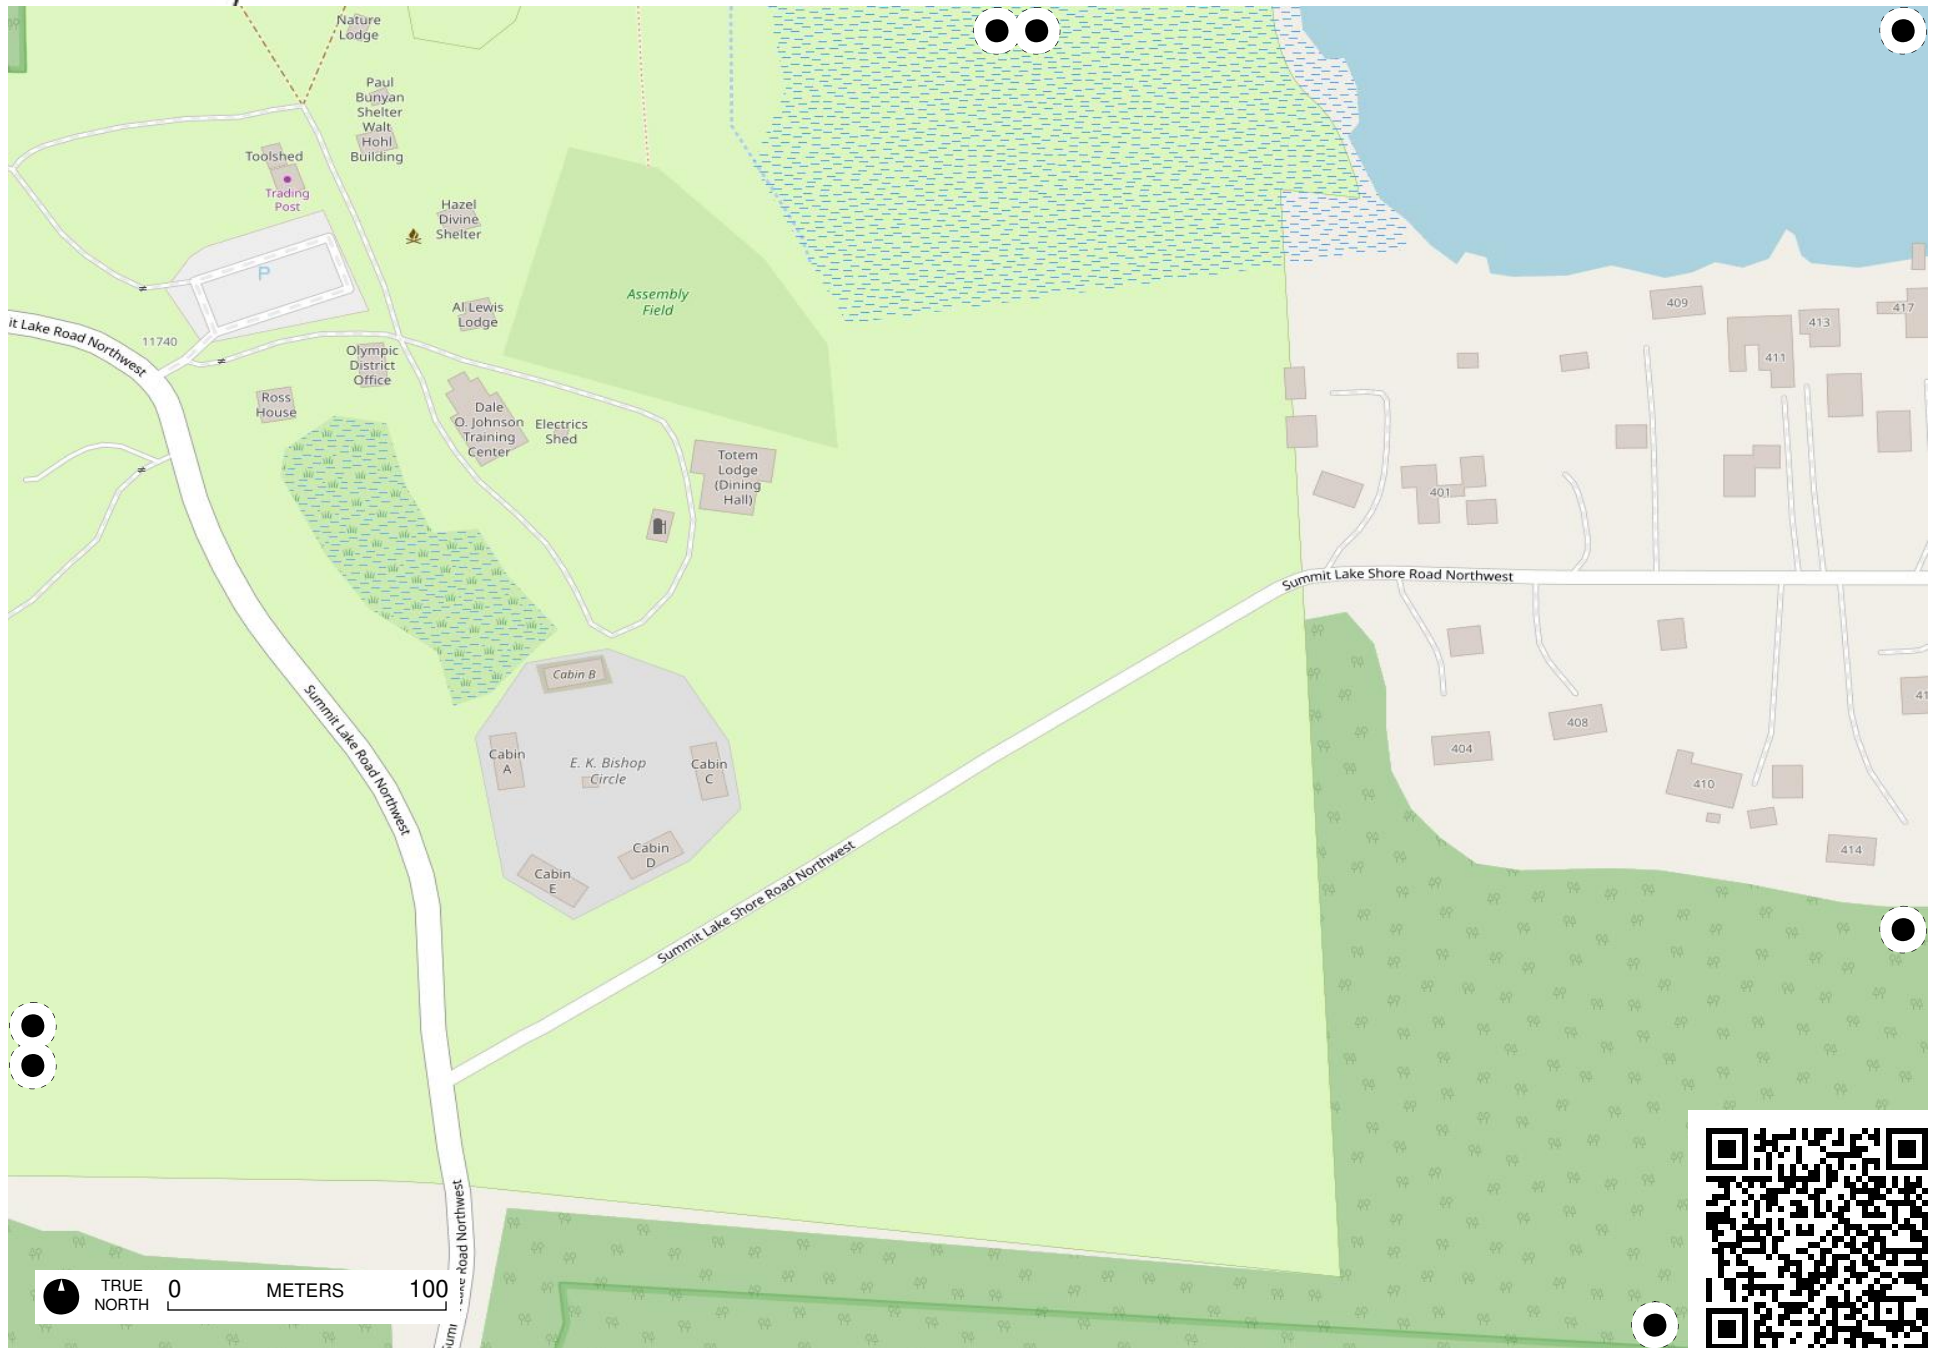 Nature
Lodge
Paul
Bunyan
Shelter
Walt
Hohl
Building
Toolshed
Trading
Post
Hazel
Divine
Shelter
P
Assembly
Field
Al Lewis
Lodge
it Lake Road Northwest
11740
Olympic
District
Office
Ross
House
Dale
O. Johnson
Training
Center
Electrics
Shed
Totem
Lodge
(Dining
Hall)
409
413
417
411
401
Summit Lake Shore Road Northwest
Cabin B
Summit Lake Road Northwest
Cabin
A
E. K. Bishop
Circle
Cabin
C
Cabin
D
Cabin
E
404
408
410
41
414
Summit Lake Shore Road Northwest
Lake Road Northwest
Sum
TRUE
NORTH
0 METERS 100